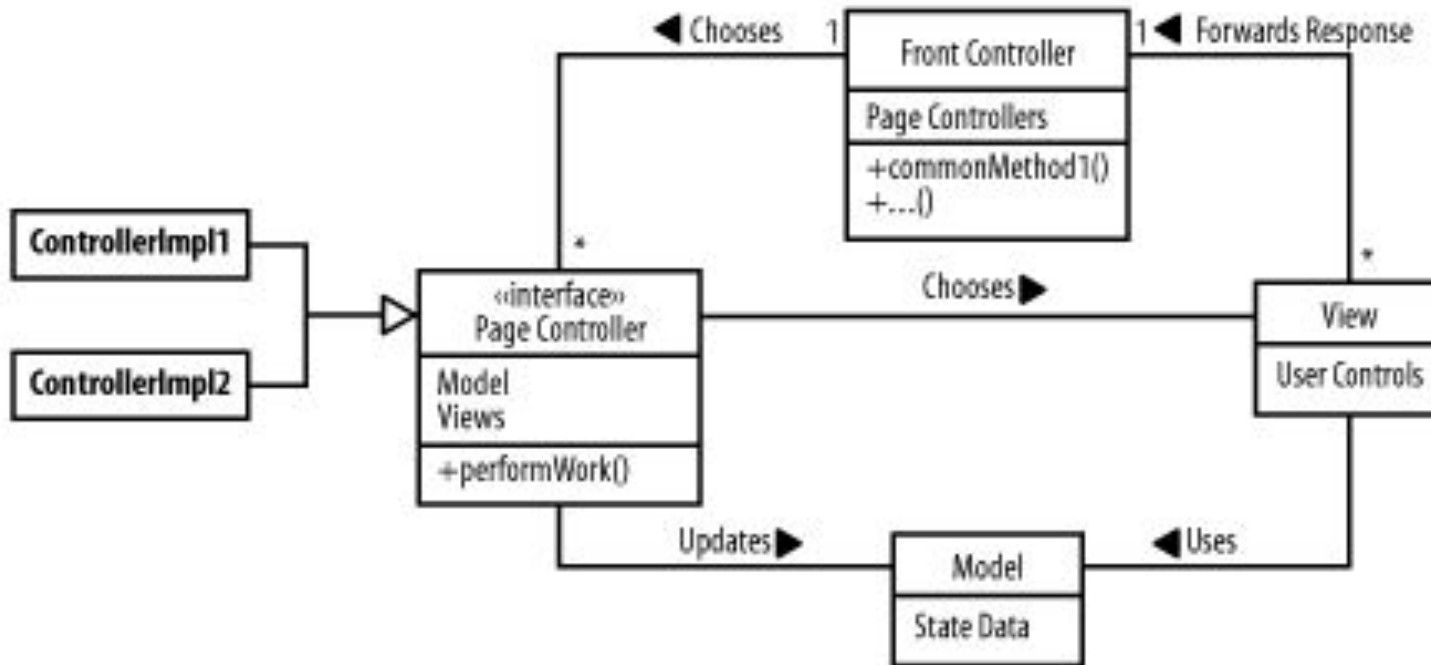 ◀ Chooses
1
Front Controller
1
◀ Forwards Response
Page Controllers
+commonMethod1()
+...()
ControllerImpl1
ControllerImpl2
*
«interface»
Page Controller
Model
Views
+performWork()
Chooses ▶
*
View
User Controls
Updates ▶
Model
State Data
◀ Uses